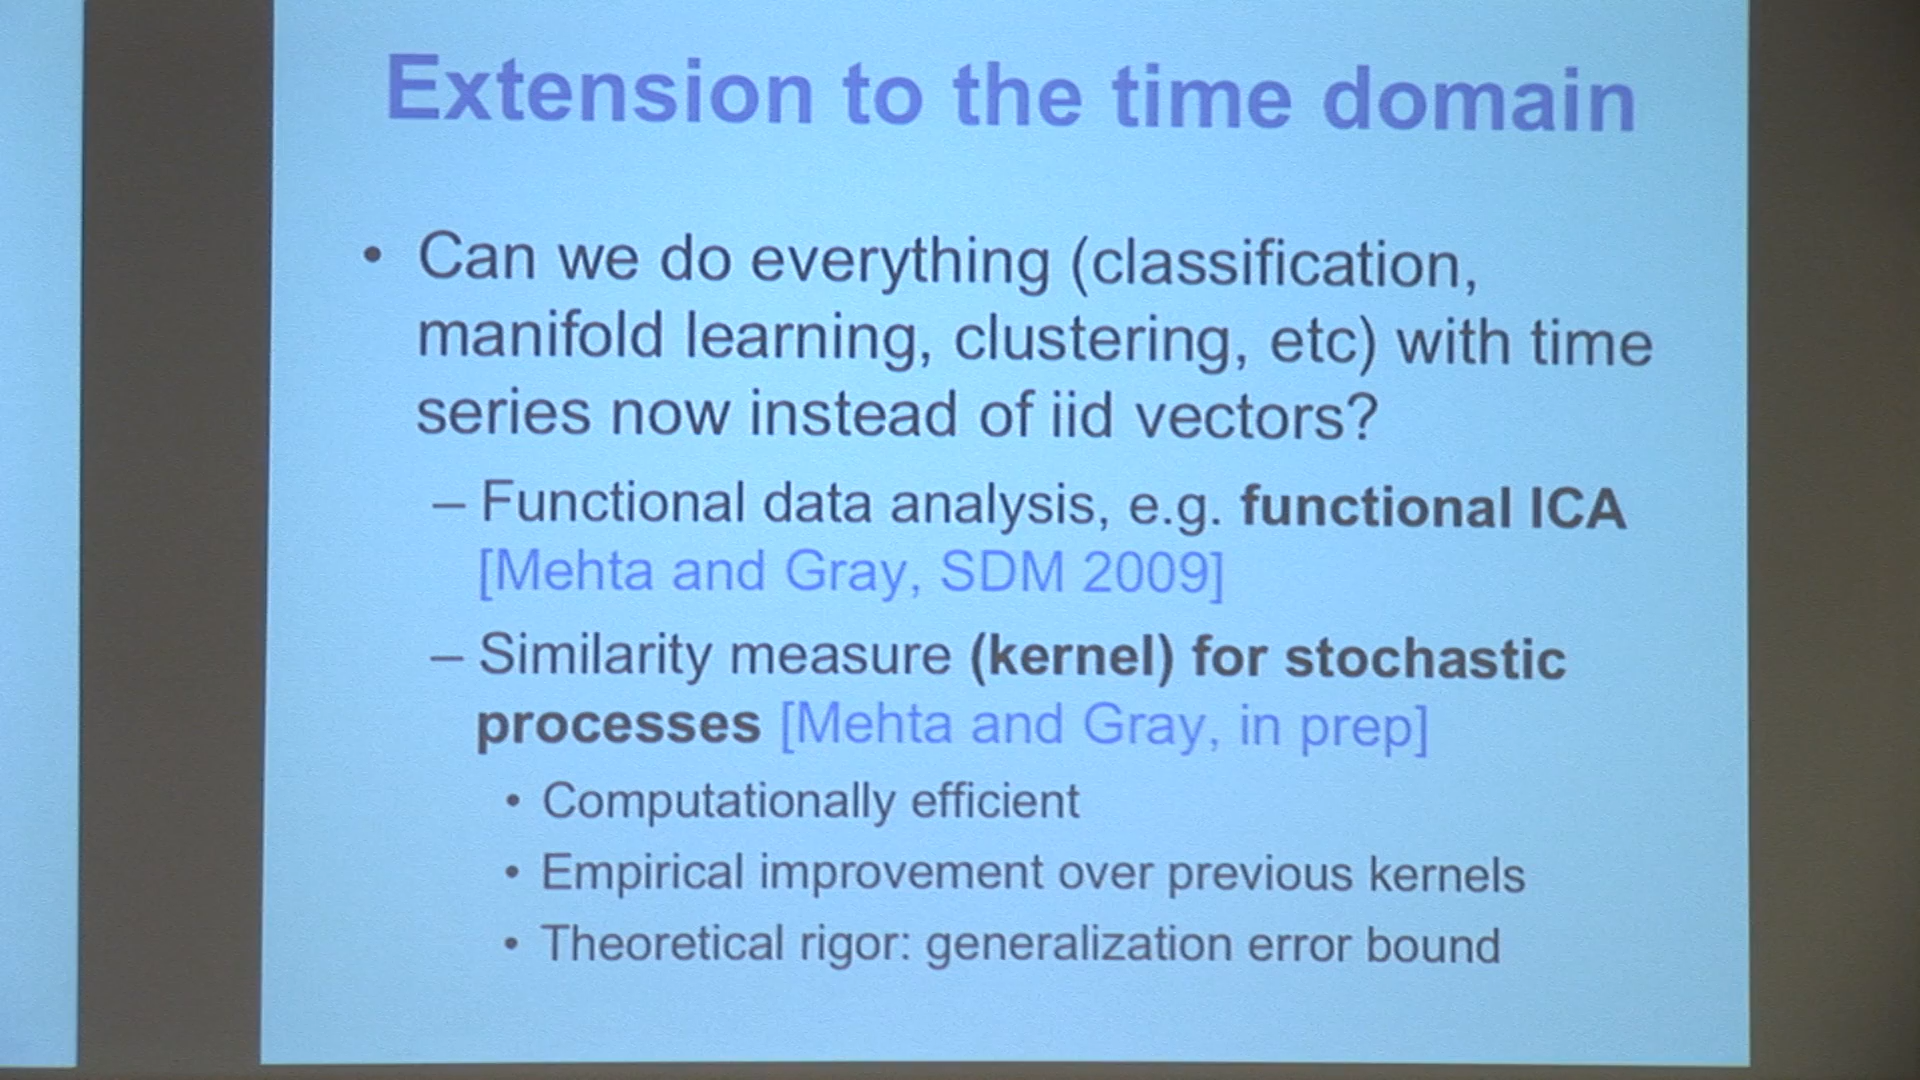 Extension to the time domain
• Can we do everything (classification,
manifold learning, clustering, etc) with time
series now instead of iid vectors?
– Functional data analysis, e.g. functional ICA
[Mehta and Gray, SDM 2009]
– Similarity measure (kernel) for stochastic
processes [Mehta and Gray, in prep]
• Computationally efficient
• Empirical improvement over previous kernels
• Theoretical rigor: generalization error bound